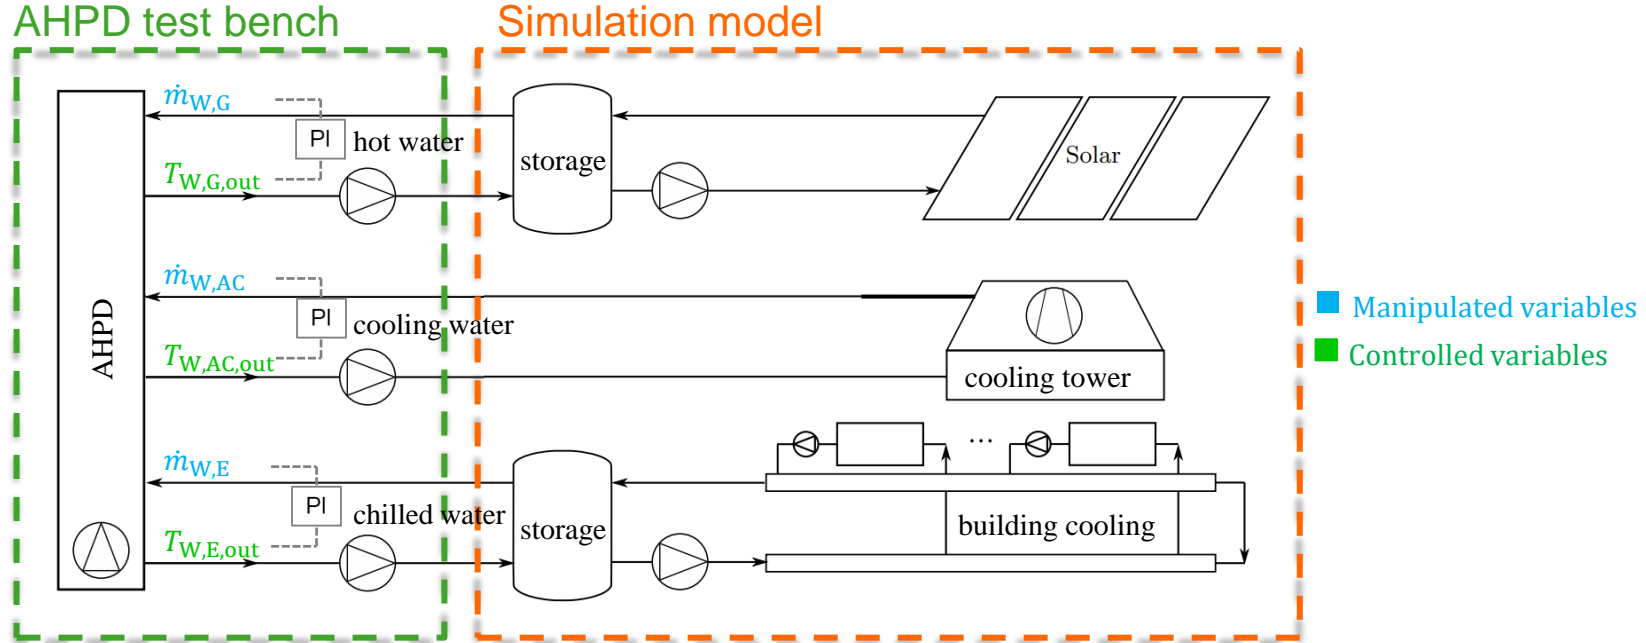 AHPD test bench
Simulation model
ṁW,G
PI
hot water
TW,G,out
storage
Solar
ṁW,AC
PI
cooling water
TW,AC,out
AHPD
cooling tower
Manipulated variables
Controlled variables
ṁW,E
PI
chilled water
TW,E,out
storage
...
building cooling